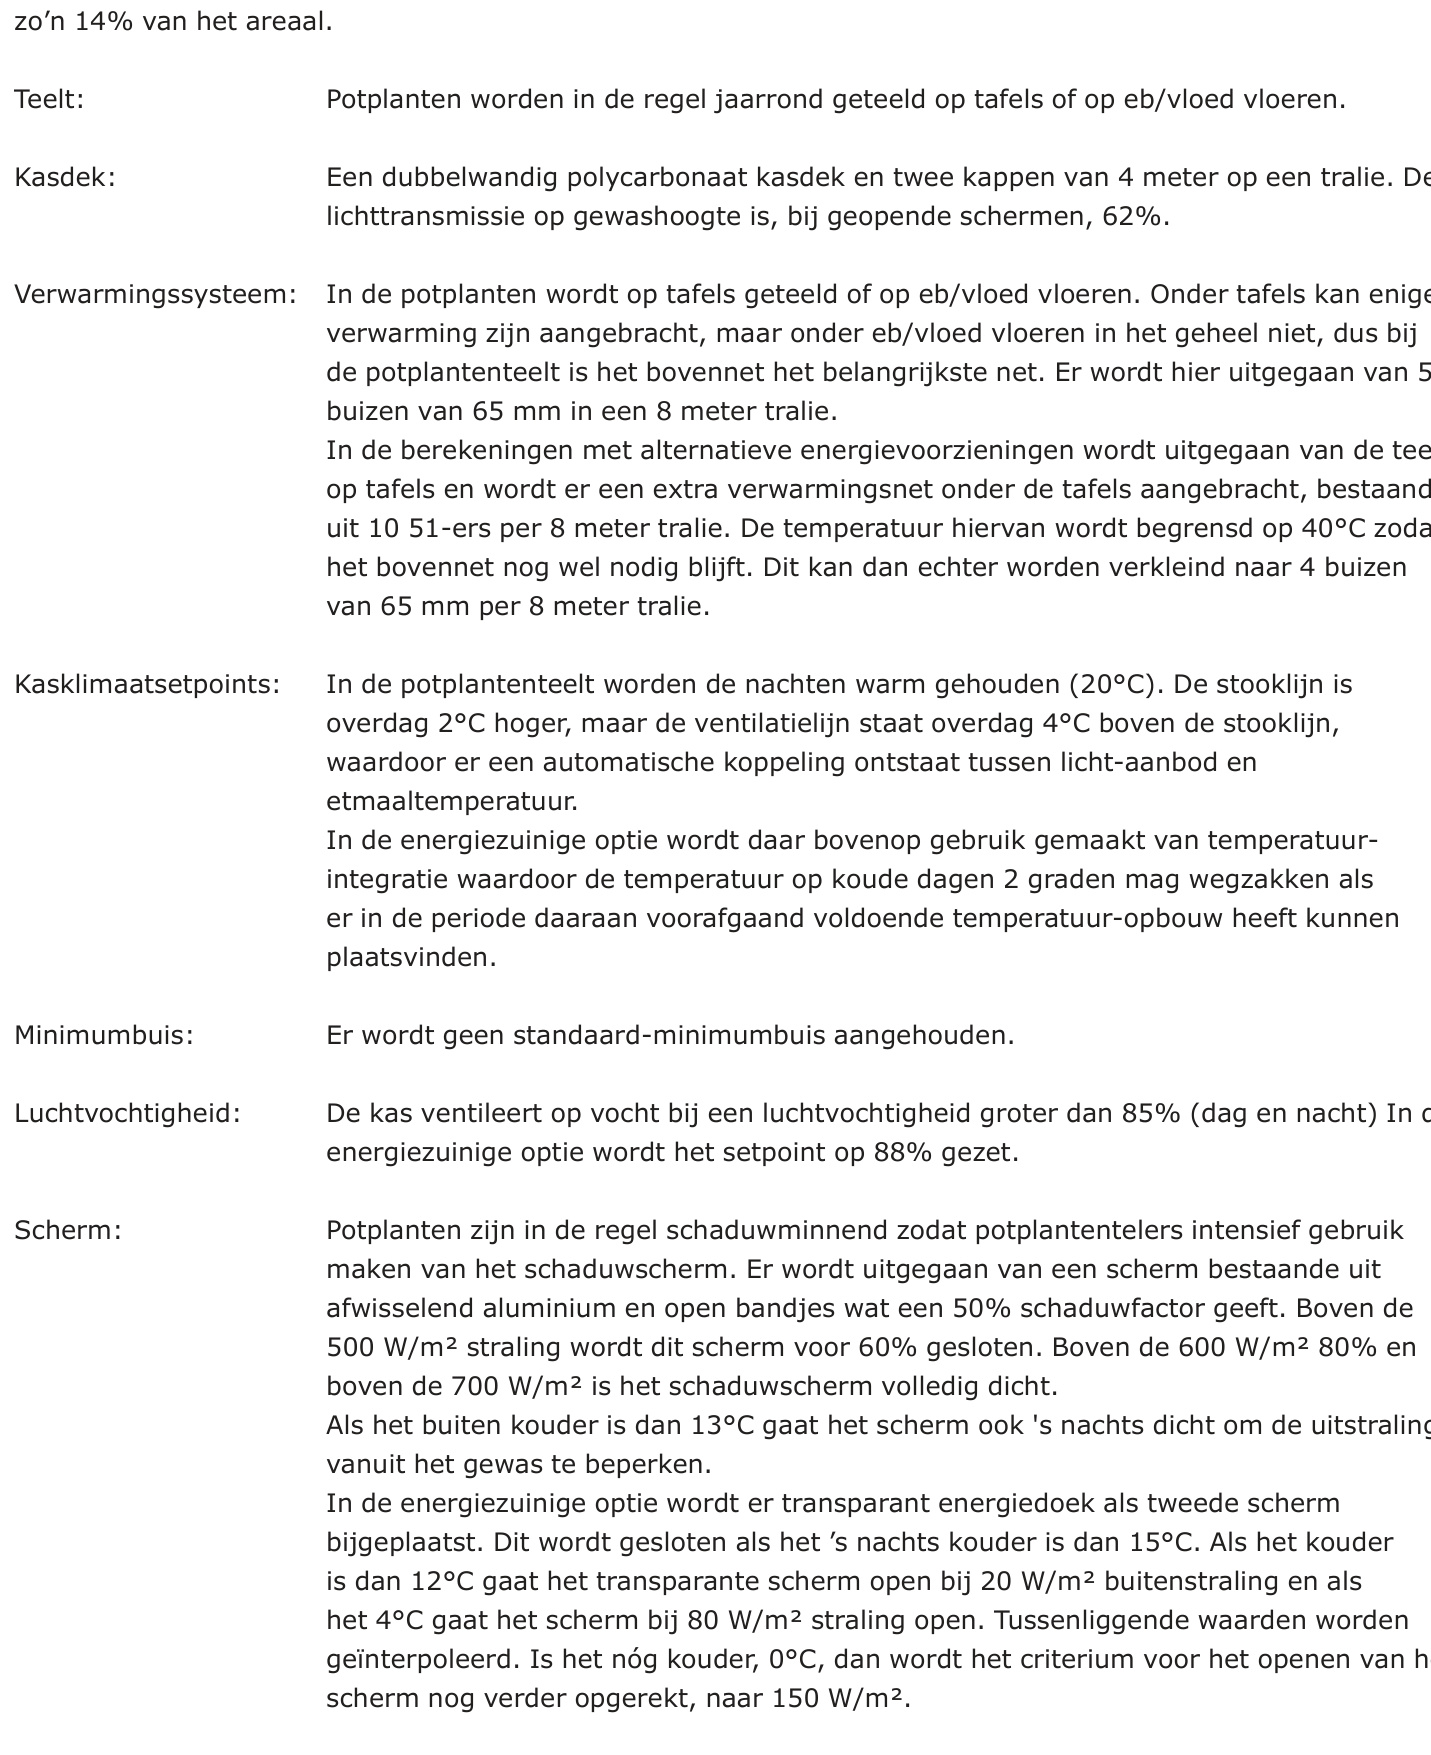 zo’n 14% van het areaal.
Teelt: Potplanten worden in de regel jaarrond geteeld op tafels of op eb/vloed vloeren.
Kasdek: Een dubbelwandig polycarbonaat kasdek en twee kappen van 4 meter op een tralie. De
lichttransmissie op gewashoogte is, bij geopende schermen, 62%.
Verwarmingssysteem: In de potplanten wordt op tafels geteeld of op eb/vloed vloeren. Onder tafels kan enige
verwarming zijn aangebracht, maar onder eb/vloed vloeren in het geheel niet, dus bij
de potplantenteelt is het bovennet het belangrijkste net. Er wordt hier uitgegaan van 5
buizen van 65 mm in een 8 meter tralie.
In de berekeningen met alternatieve energievoorzieningen wordt uitgegaan van de tee
op tafels en wordt er een extra verwarmingsnet onder de tafels aangebracht, bestaand
uit 10 51-ers per 8 meter tralie. De temperatuur hiervan wordt begrensd op 40°C zoda
het bovennet nog wel nodig blijft. Dit kan dan echter worden verkleind naar 4 buizen
van 65 mm per 8 meter tralie.
Kasklimaatsetpoints: In de potplantenteelt worden de nachten warm gehouden (20°C). De stooklijn is
overdag 2°C hoger, maar de ventilatielijn staat overdag 4°C boven de stooklijn,
waardoor er een automatische koppeling ontstaat tussen licht-aanbod en
etmaaltemperatuur.
In de energiezuinige optie wordt daar bovenop gebruik gemaakt van temperatuur-
integratie waardoor de temperatuur op koude dagen 2 graden mag wegzakken als
er in de periode daaraan voorafgaand voldoende temperatuur-opbouw heeft kunnen
plaatsvinden.
Minimumbuis: Er wordt geen standaard-minimumbuis aangehouden.
Luchtvochtigheid: De kas ventileert op vocht bij een luchtvochtigheid groter dan 85% (dag en nacht) In d
energiezuinige optie wordt het setpoint op 88% gezet.
Scherm: Potplanten zijn in de regel schaduwminnend zodat potplantentelers intensief gebruik
maken van het schaduwscherm. Er wordt uitgegaan van een scherm bestaande uit
afwisselend aluminium en open bandjes wat een 50% schaduwfactor geeft. Boven de
500 W/m² straling wordt dit scherm voor 60% gesloten. Boven de 600 W/m² 80% en
boven de 700 W/m² is het schaduwscherm volledig dicht.
Als het buiten kouder is dan 13°C gaat het scherm ook 's nachts dicht om de uitstraling
vanuit het gewas te beperken.
In de energiezuinige optie wordt er transparant energiedoek als tweede scherm
bijgeplaatst. Dit wordt gesloten als het ’s nachts kouder is dan 15°C. Als het kouder
is dan 12°C gaat het transparante scherm open bij 20 W/m² buitenstraling en als
het 4°C gaat het scherm bij 80 W/m² straling open. Tussenliggende waarden worden
geïnterpoleerd. Is het nóg kouder, 0°C, dan wordt het criterium voor het openen van h
scherm nog verder opgerekt, naar 150 W/m².